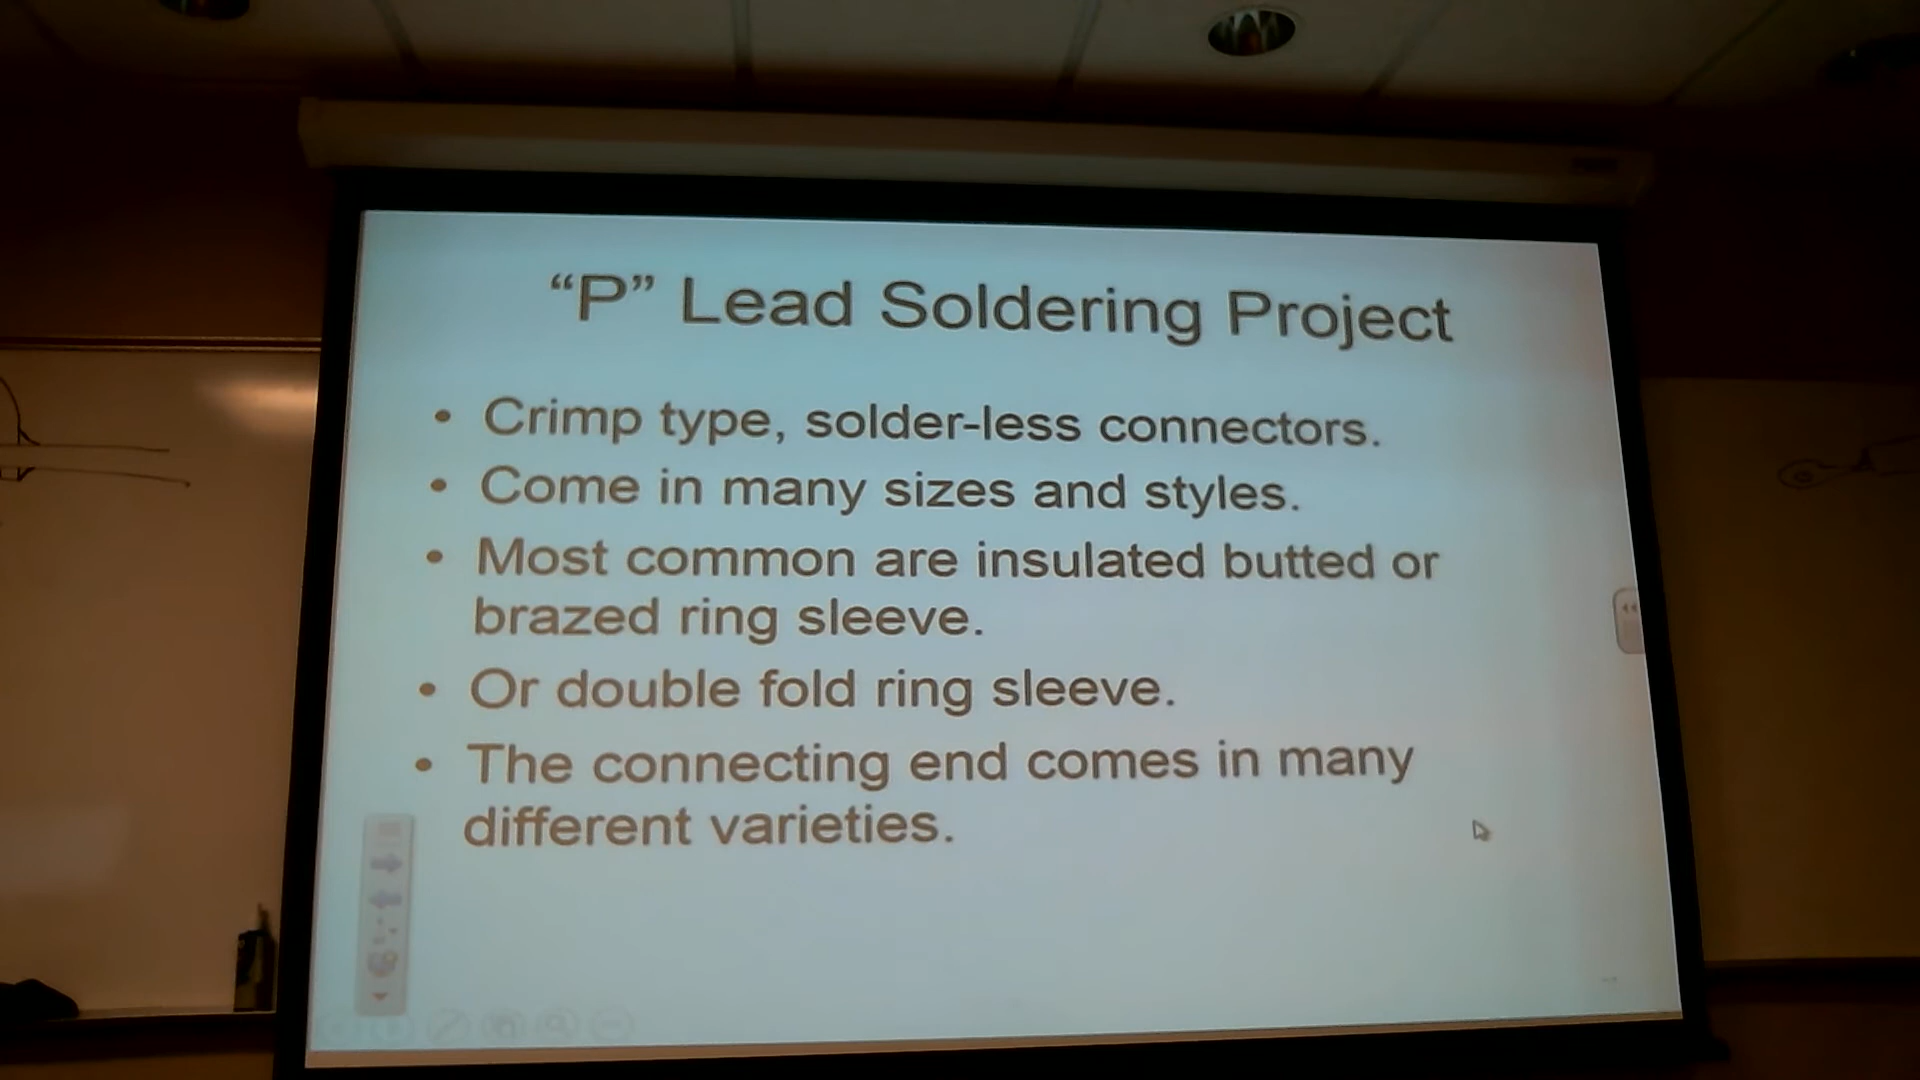 “P” Lead Soldering Project
• Crimp type, solder-less connectors.
• Come in many sizes and styles.
• Most common are insulated butted or
brazed ring sleeve.
• Or double fold ring sleeve.
• The connecting end comes in many
different varieties.